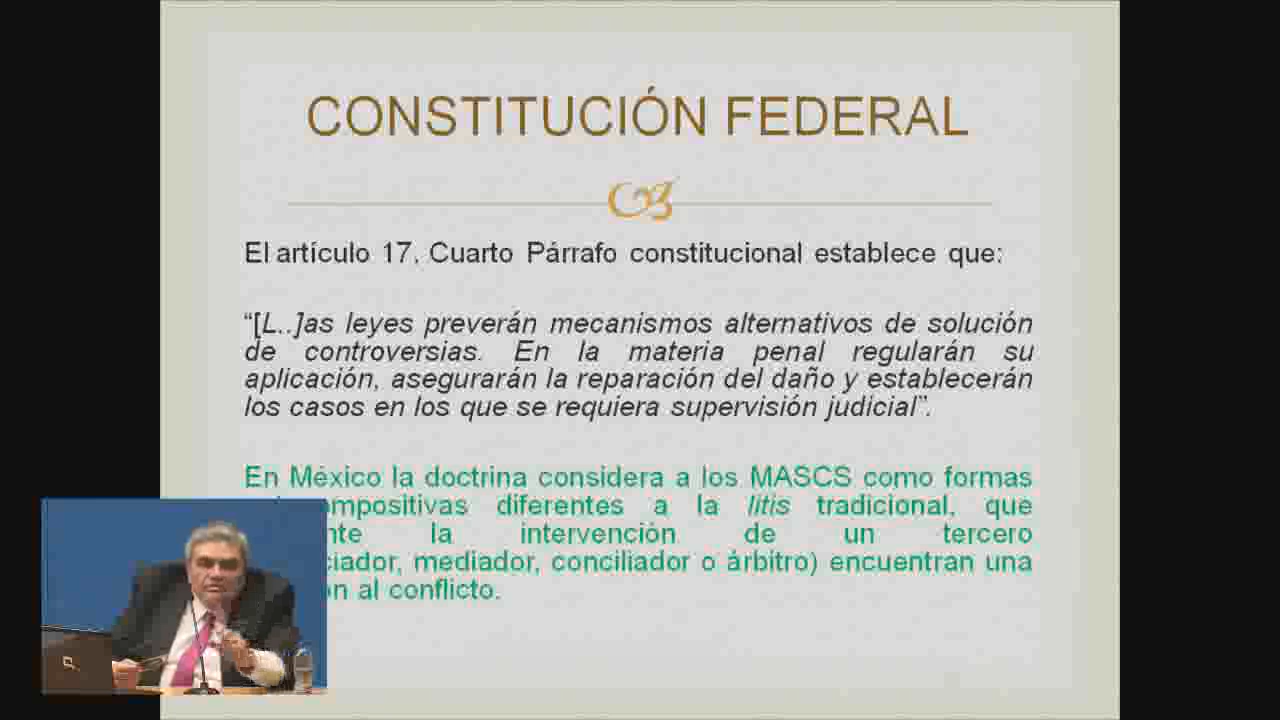 CONSTITUCIÓN FEDERAL
El artículo 17, Cuarto Párrafo constitucional establece que:
“[L..]as leyes preverán mecanismos alternativos de solución
de controversias. En la materia penal regularán su
aplicación, asegurarán la reparación del daño y establecerán
los casos en los que se requiera supervisión judicial”.
En México la doctrina considera a los MASCS como formas
diferentes a la litis tradicional, que
la intervención de un tercero
mediador, conciliador o árbitro) encuentran una
al conflicto.